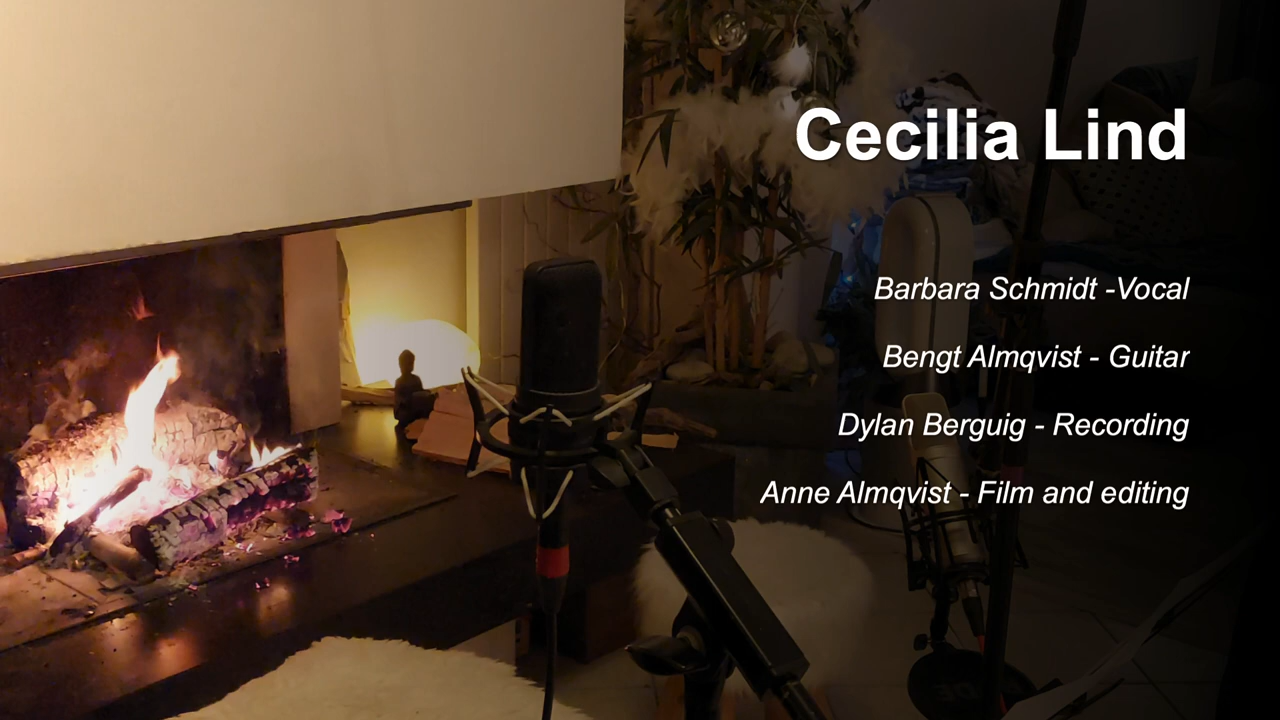 Cecilia Lind
Barbara Schmidt -Vocal
Bengt Almqvist - Guitar
Dylan Berguig - Recording
Anne Almqvist - Film and editing